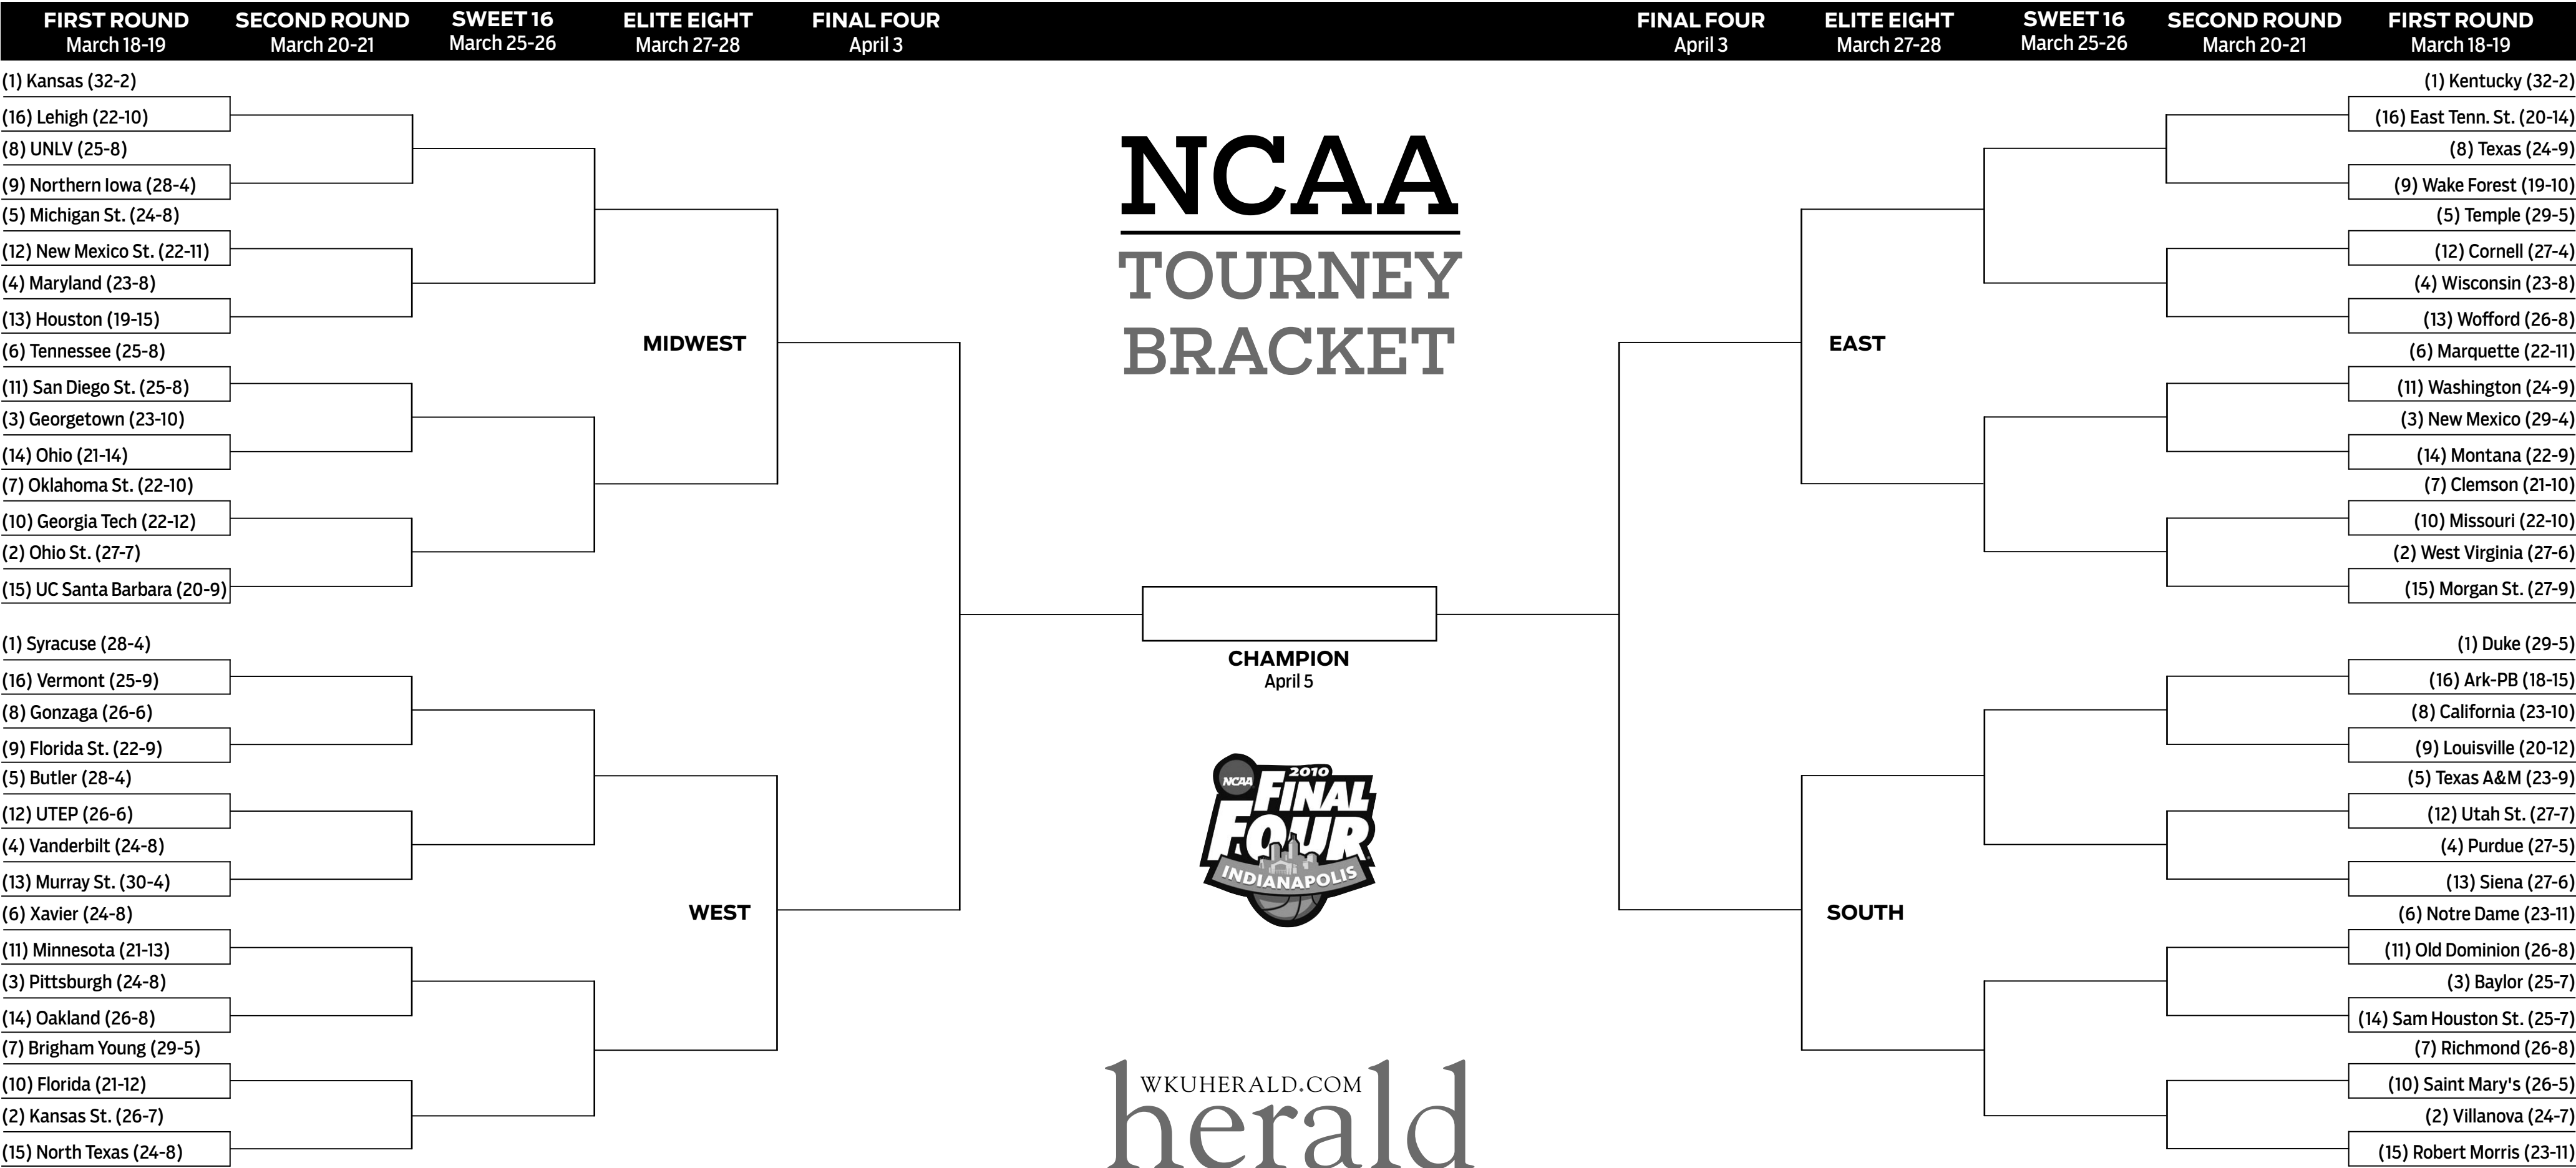 FIRST ROUND
March 18-19
SECOND ROUND
March 20-21
SWEET 16
March 25-26
ELITE EIGHT
March 27-28
FINAL FOUR
April 3
FINAL FOUR
April 3
ELITE EIGHT
March 27-28
SWEET 16
March 25-26
SECOND ROUND
March 20-21
FIRST ROUND
March 18-19
(1) Kansas (32-2)
(16) Lehigh (22-10)
(8) UNLV (25-8)
(9) Northern Iowa (28-4)
(5) Michigan St. (24-8)
(12) New Mexico St. (22-11)
(4) Maryland (23-8)
(13) Houston (19-15)
(6) Tennessee (25-8)
(11) San Diego St. (25-8)
(3) Georgetown (23-10)
(14) Ohio (21-14)
(7) Oklahoma St. (22-10)
(10) Georgia Tech (22-12)
(2) Ohio St. (27-7)
(15) UC Santa Barbara (20-9)
MIDWEST
(1) Syracuse (28-4)
(16) Vermont (25-9)
(8) Gonzaga (26-6)
(9) Florida St. (22-9)
(5) Butler (28-4)
(12) UTEP (26-6)
(4) Vanderbilt (24-8)
(13) Murray St. (30-4)
(6) Xavier (24-8)
(11) Minnesota (21-13)
(3) Pittsburgh (24-8)
(14) Oakland (26-8)
(7) Brigham Young (29-5)
(10) Florida (21-12)
(2) Kansas St. (26-7)
(15) North Texas (24-8)
WEST
NCAA
TOURNEY
BRACKET
CHAMPION
April 5
NCAA
2010
FINAL
FOUR
INDIANAPOLIS
WKUHERALD.COM
herald
(1) Kentucky (32-2)
(16) East Tenn. St. (20-14)
(8) Texas (24-9)
(9) Wake Forest (19-10)
(5) Temple (29-5)
(12) Cornell (27-4)
(4) Wisconsin (23-8)
(13) Wofford (26-8)
(6) Marquette (22-11)
(11) Washington (24-9)
(3) New Mexico (29-4)
(14) Montana (22-9)
(7) Clemson (21-10)
(10) Missouri (22-10)
(2) West Virginia (27-6)
(15) Morgan St. (27-9)
EAST
(1) Duke (29-5)
(16) Ark-PB (18-15)
(8) California (23-10)
(9) Louisville (20-12)
(5) Texas A&M (23-9)
(12) Utah St. (27-7)
(4) Purdue (27-5)
(13) Siena (27-6)
(6) Notre Dame (23-11)
(11) Old Dominion (26-8)
(3) Baylor (25-7)
(14) Sam Houston St. (25-7)
(7) Richmond (26-8)
(10) Saint Mary's (26-5)
(2) Villanova (24-7)
(15) Robert Morris (23-11)
SOUTH